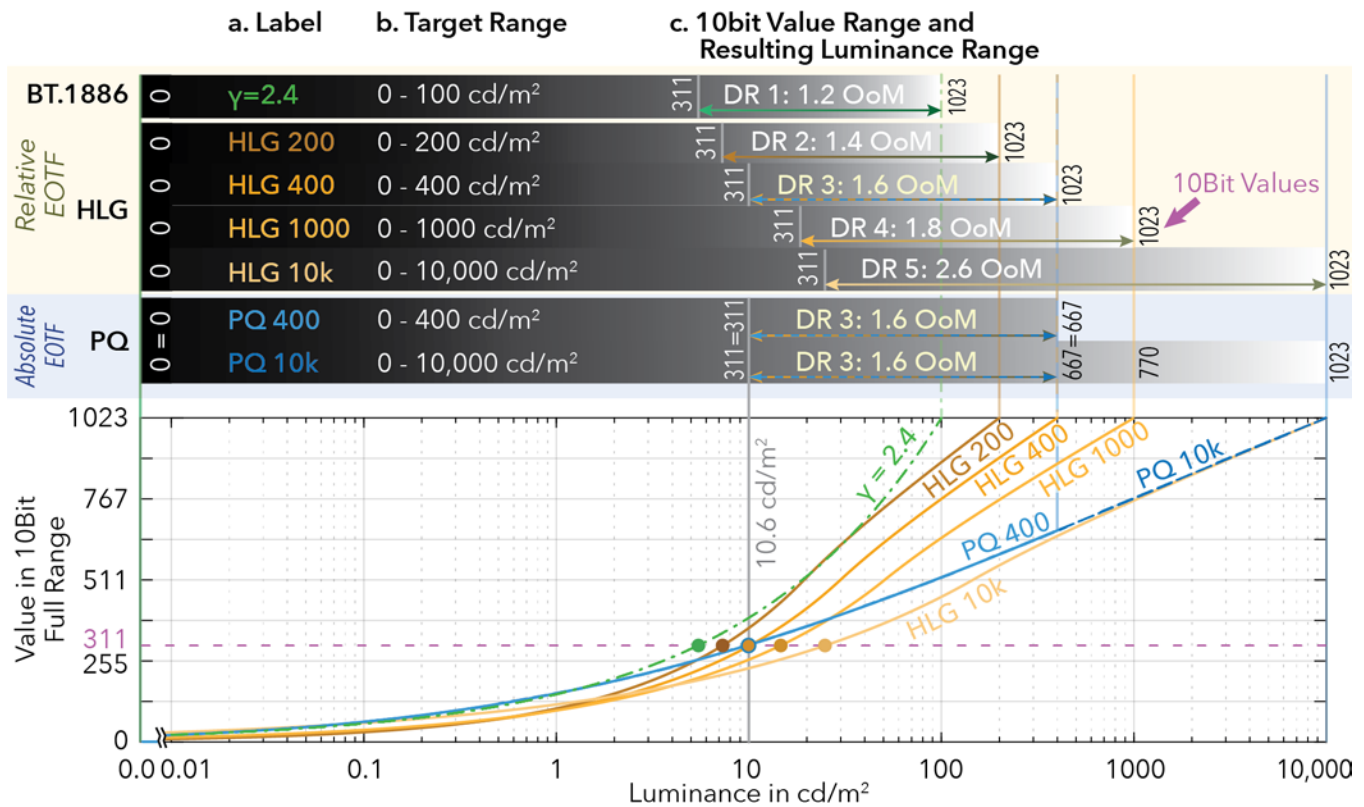 a. Label b. Target Range c. 10bit Value Range and
Resulting Luminance Range
BT.1886 0 γ=2.4 0 - 100 cd/m² 311 DR 1: 1.2 OoM 1023
Relative
EOTF
HLG
0 HLG 200 0 - 200 cd/m² 311 DR 2: 1.4 OoM 1023
0 HLG 400 0 - 400 cd/m² 311 DR 3: 1.6 OoM 1023
10Bit Values
0 HLG 1000 0 - 1000 cd/m² 311 DR 4: 1.8 OoM 1023
0 HLG 10k 0 - 10,000 cd/m² 311 DR 5: 2.6 OoM 1023
Absolute
EOTF
PQ
0 = 0 PQ 400 0 - 400 cd/m² 311=311 DR 3: 1.6 OoM 667=667
PQ 10k 0 - 10,000 cd/m² DR 3: 1.6 OoM 770 1023
Value in 10Bit
Full Range
1023
767
511
311
255
0
10.6 cd/m²
γ = 2.4
HLG 200
HLG 400
HLG 1000
PQ 10k
PQ 400
HLG 10k
0.0 0.01 0.1 1 10 100 1000 10,000
Luminance in cd/m²